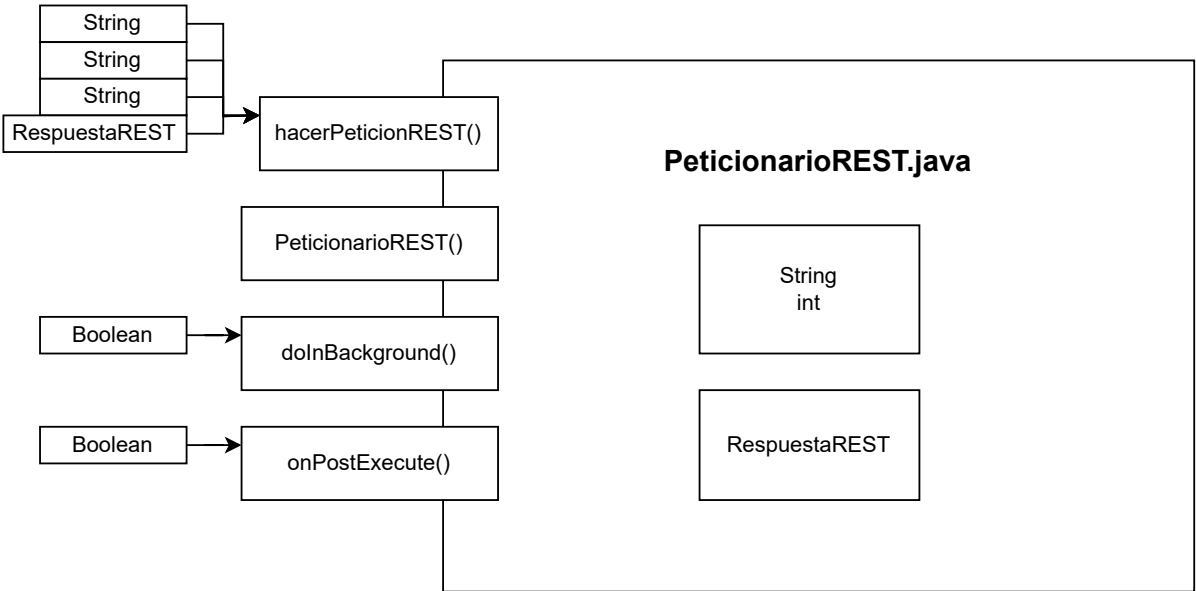 String
String
String
RespuestaREST
hacerPeticionREST()
PeticionarioREST.java
PeticionarioREST()
String
int
Boolean
doInBackground()
Boolean
onPostExecute()
RespuestaREST